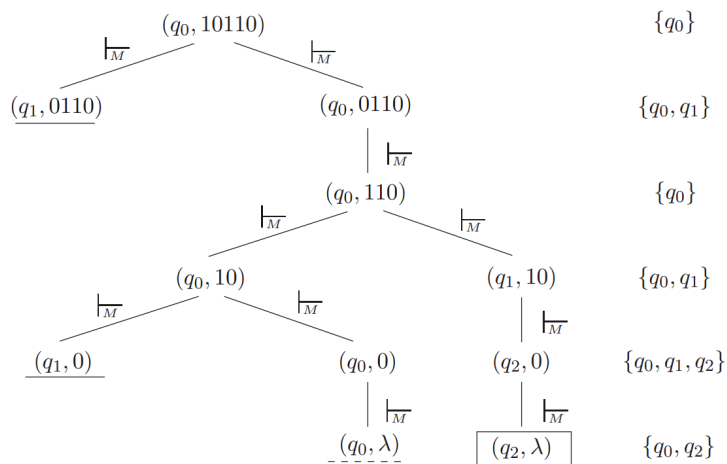 (q₀, 10110) {q₀}
⊢M ⊢M
(q₁, 0110) (q₀, 0110) {q₀, q₁}
⊢M
(q₀, 110) {q₀}
⊢M ⊢M
(q₀, 10) (q₁, 10) {q₀, q₁}
⊢M ⊢M ⊢M
(q₁, 0) (q₀, 0) (q₂, 0) {q₀, q₁, q₂}
⊢M ⊢M
(q₀, λ) (q₂, λ) {q₀, q₂}